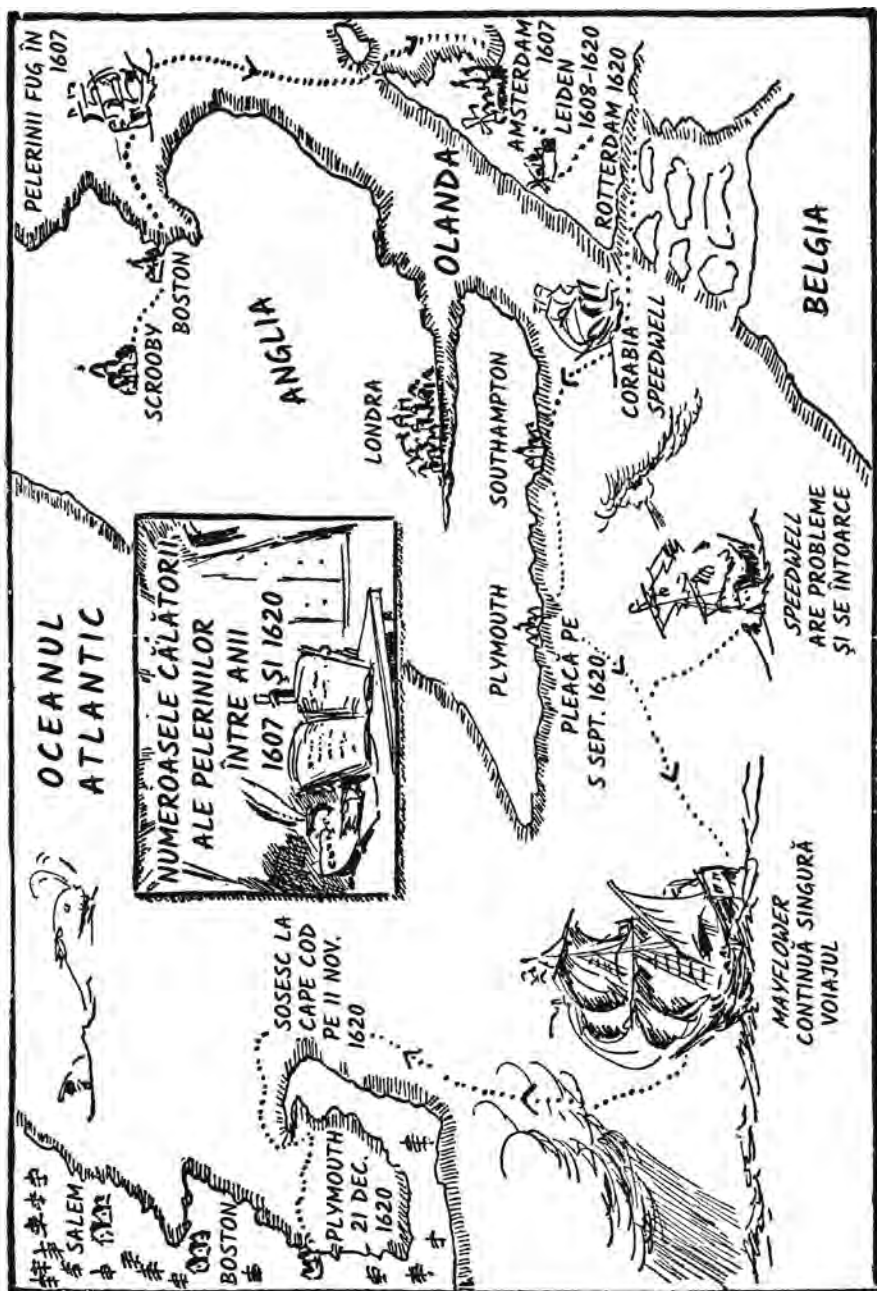 OCEANUL
ATLANTIC
NUMEROASELE CĂLĂTORII
ALE PELERINILOR
ÎNTRE ANII
1607 ȘI 1620
PELERINII FUG ÎN
1607
SCROOBY
BOSTON
ANGLIA
LONDRA
OLANDA
AMSTERDAM
1607
LEIDEN
1608-1620
ROTTERDAM 1620
BELGIA
CORABIA
SPEEDWELL
SOUTHAMPTON
PLYMOUTH
PLEACĂ PE
5 SEPT. 1620
SPEEDWELL
ARE PROBLEME
ȘI SE ÎNTOARCE
MAYFLOWER
CONTINUĂ SINGURĂ
VOIAJUL
SOSESC LA
CAPE COD
PE 11 NOV.
1620
PLYMOUTH
21 DEC.
1620
BOSTON
SALEM